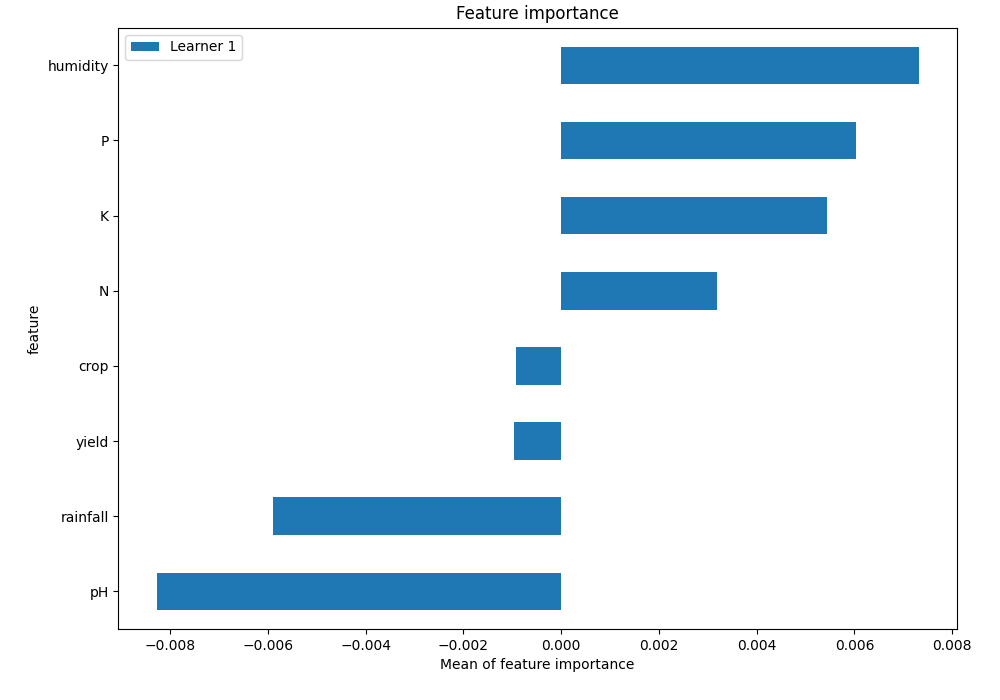 Feature importance
Learner 1
humidity
P
K
N
crop
yield
rainfall
pH
feature
−0.008 −0.006 −0.004 −0.002 0.000 0.002 0.004 0.006 0.008
Mean of feature importance